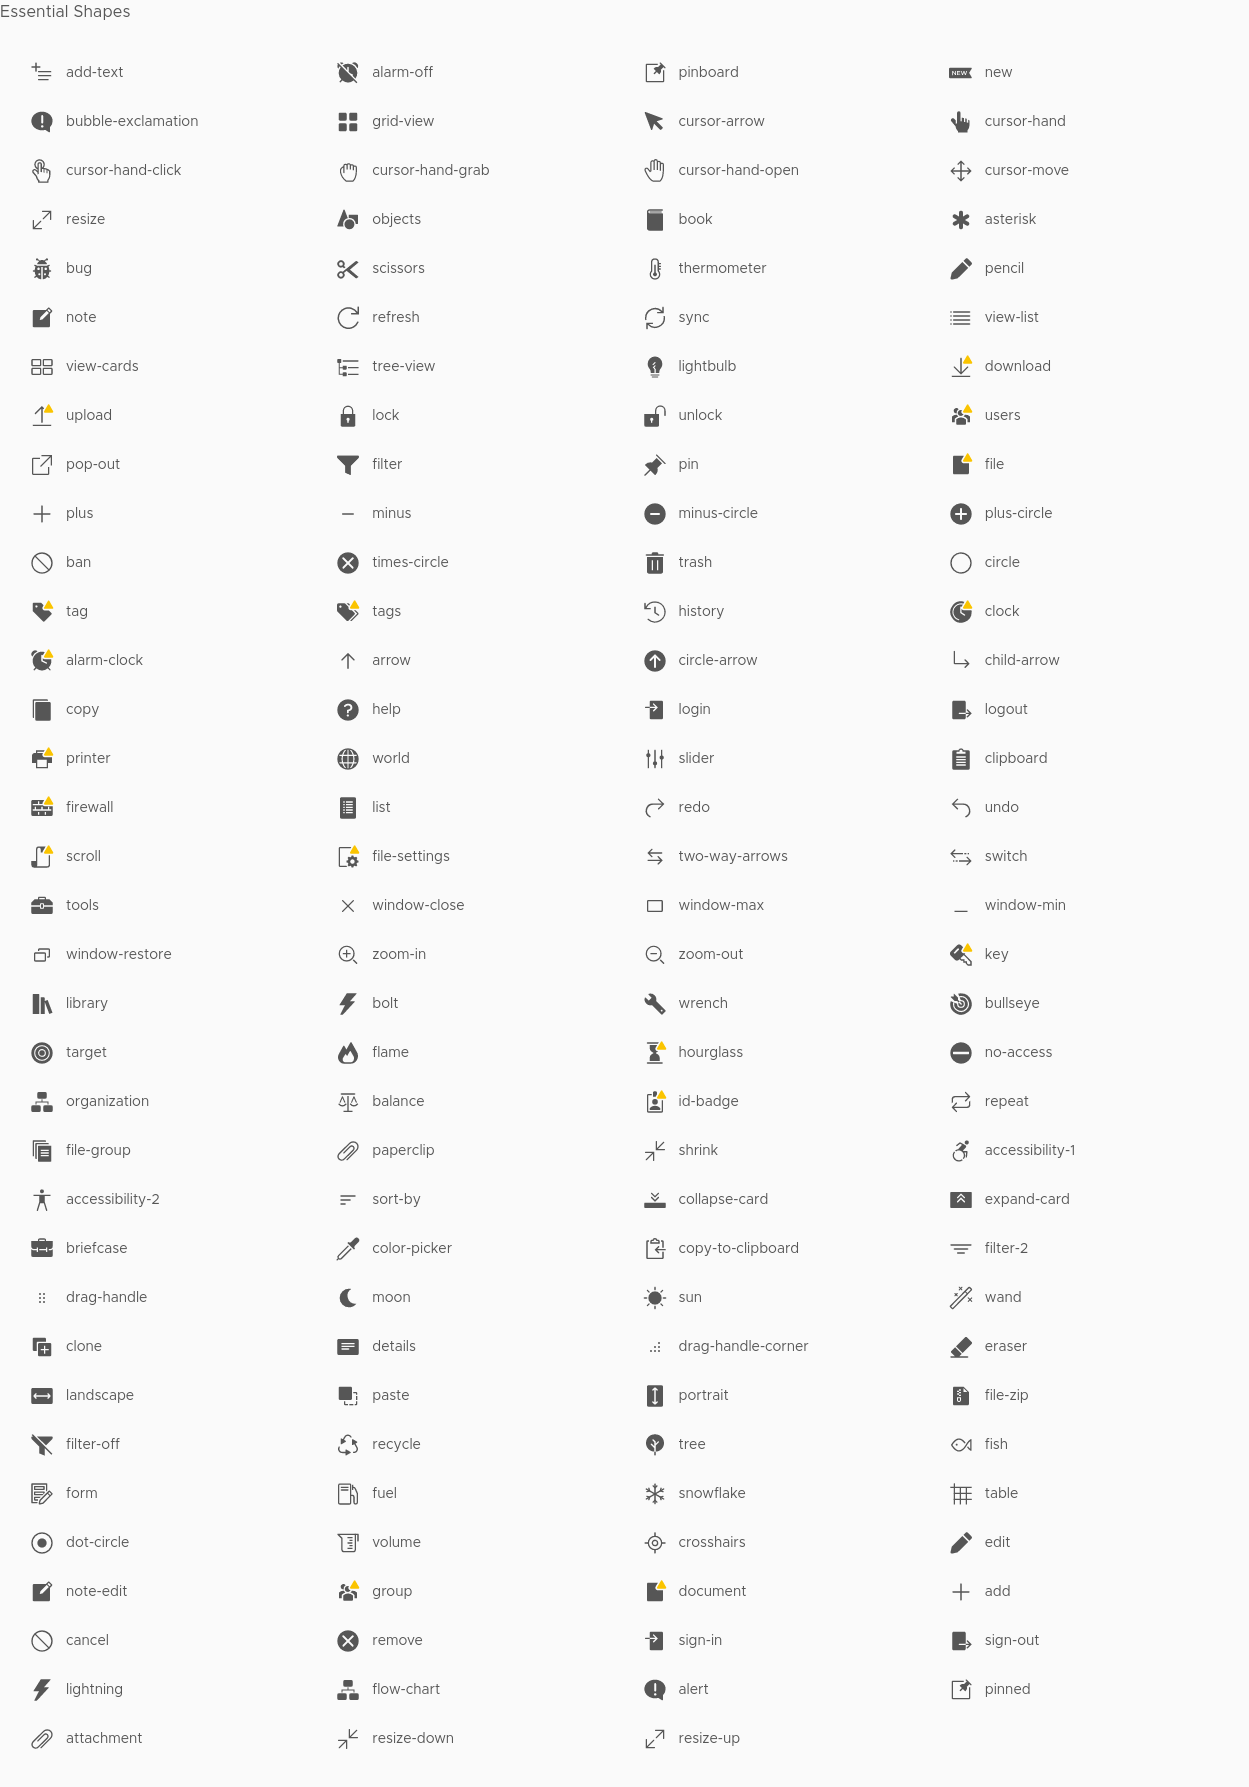 Essential Shapes
add-text alarm-off pinboard NEW new
bubble-exclamation grid-view cursor-arrow cursor-hand
cursor-hand-click cursor-hand-grab cursor-hand-open cursor-move
resize objects book asterisk
bug scissors thermometer pencil
note refresh sync view-list
view-cards tree-view lightbulb download
upload lock unlock users
pop-out filter pin file
plus minus minus-circle plus-circle
ban times-circle trash circle
tag tags history clock
alarm-clock arrow circle-arrow child-arrow
copy help login logout
printer world slider clipboard
firewall list redo undo
scroll file-settings two-way-arrows switch
tools window-close window-max window-min
window-restore zoom-in zoom-out key
library bolt wrench bullseye
target flame hourglass no-access
organization balance id-badge repeat
file-group paperclip shrink accessibility-1
accessibility-2 sort-by collapse-card expand-card
briefcase color-picker copy-to-clipboard filter-2
drag-handle moon sun wand
clone details drag-handle-corner eraser
landscape paste portrait file-zip
filter-off recycle tree fish
form fuel snowflake table
dot-circle volume crosshairs edit
note-edit group document add
cancel remove sign-in sign-out
lightning flow-chart alert pinned
attachment resize-down resize-up